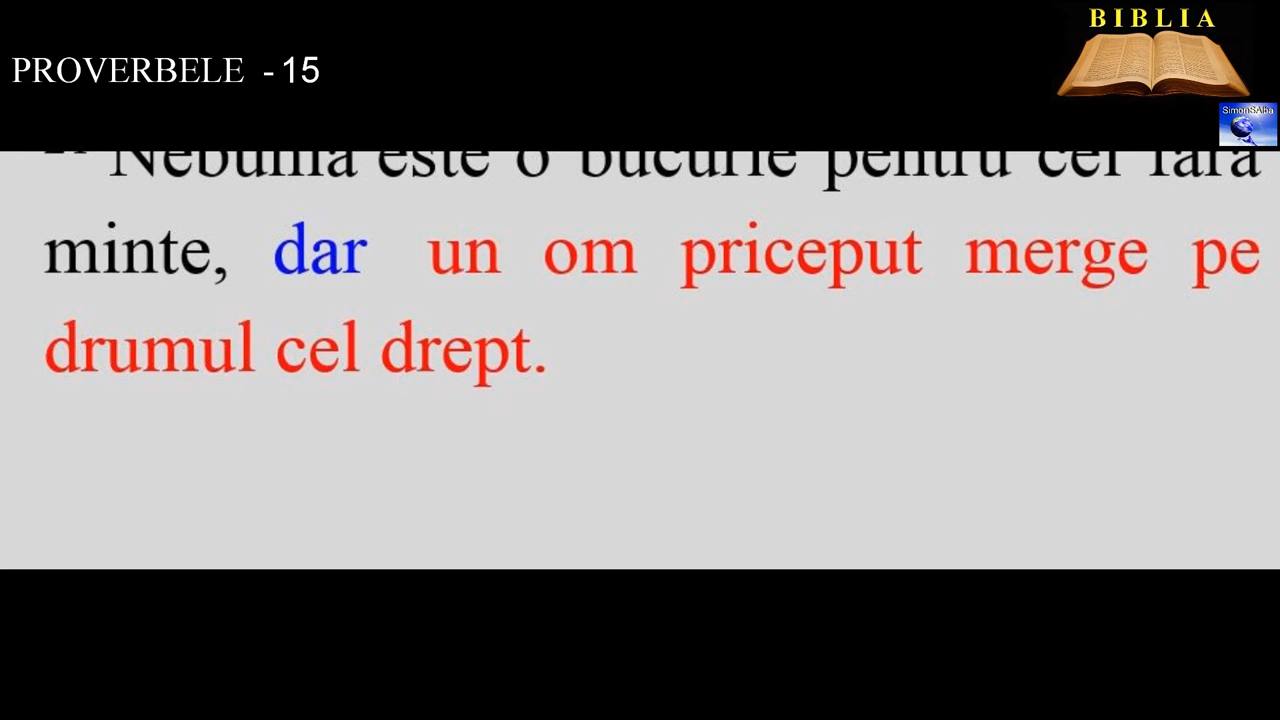 BIBLIA
PROVERBELE - 15
SimonSAlba
Nebunia este o bucurie pentru cel fără
minte, dar un om priceput merge pe
drumul cel drept.